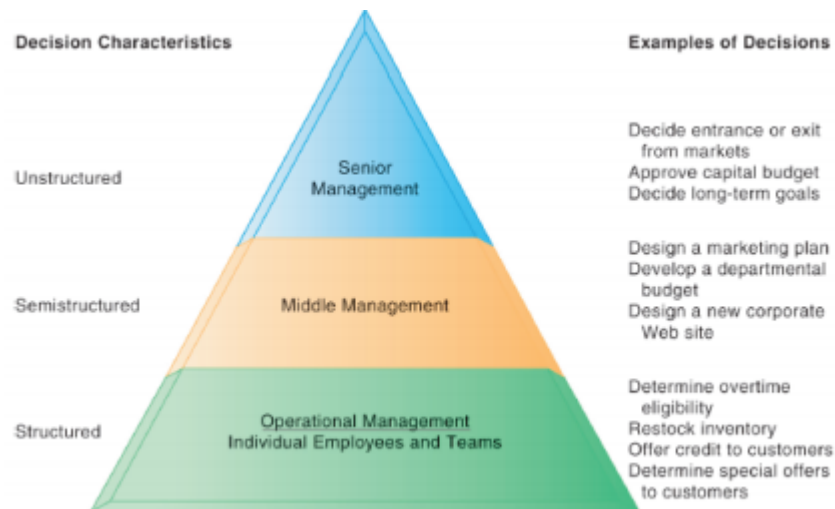 Decision Characteristics
Examples of Decisions
Unstructured
Senior
Management
Decide entrance or exit
from markets
Approve capital budget
Decide long-term goals
Semistructured
Middle Management
Design a marketing plan
Develop a departmental
budget
Design a new corporate
Web site
Structured
Operational Management
Individual Employees and Teams
Determine overtime
eligibility
Restock inventory
Offer credit to customers
Determine special offers
to customers